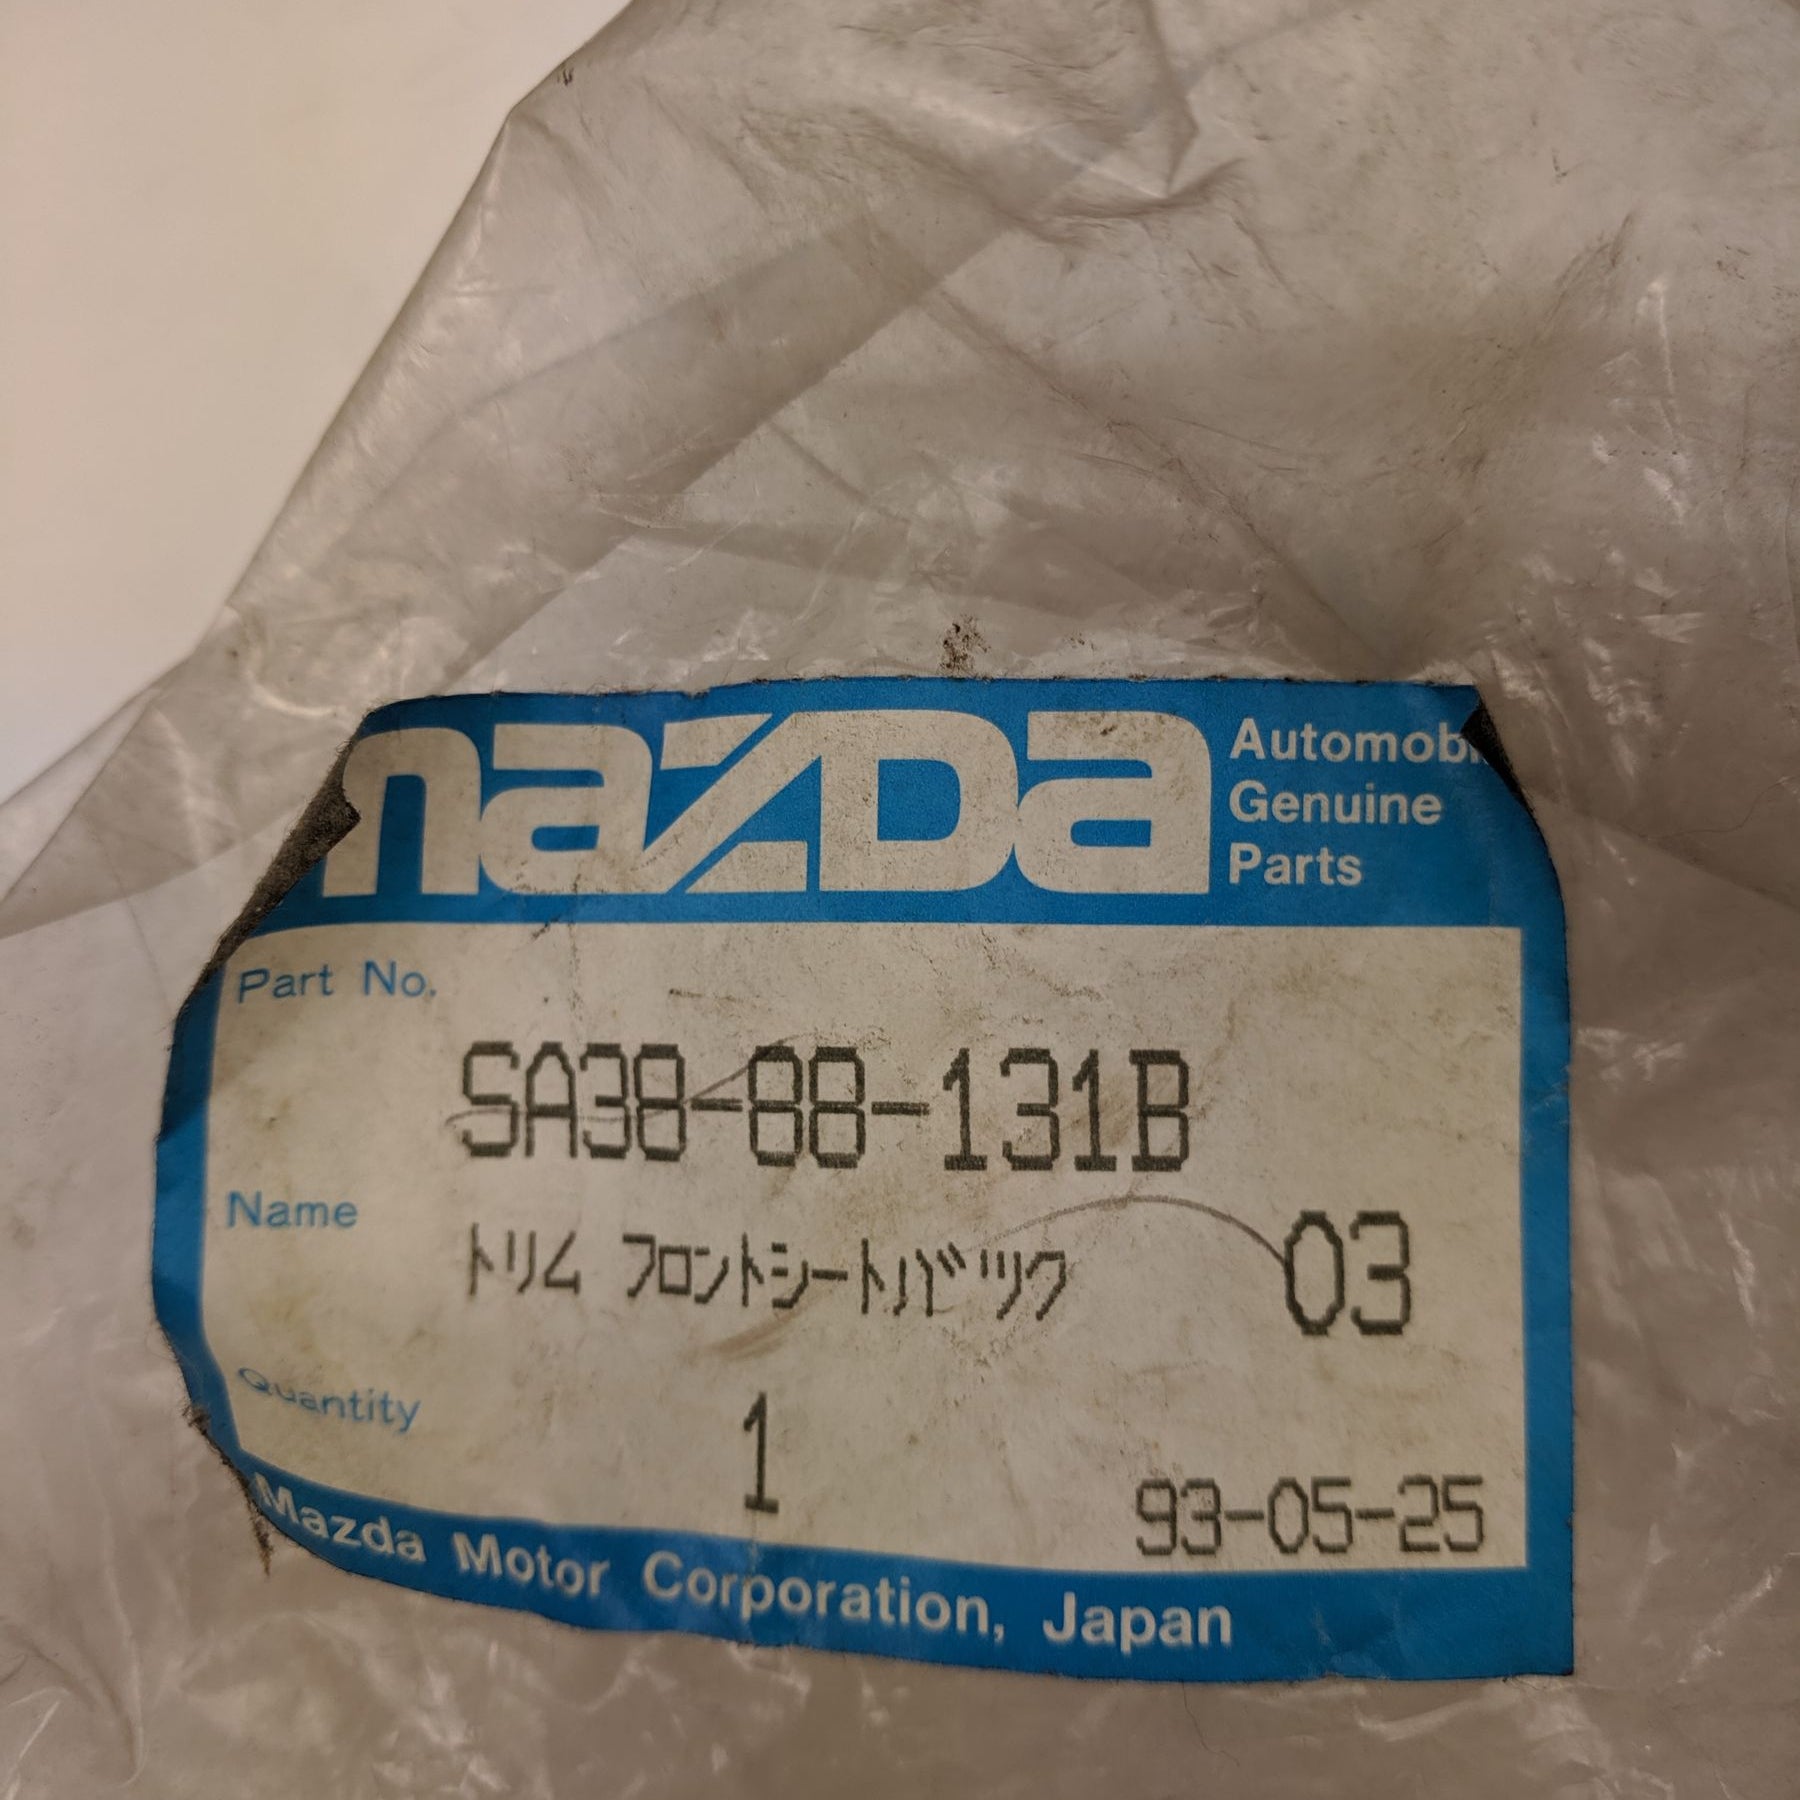 mazda
Automobi
Genuine
Parts
Part No.
SA38-88-131B
Name
トリム フロントシートバツク 03
Quantity
1
93-05-25
Mazda Motor Corporation, Japan